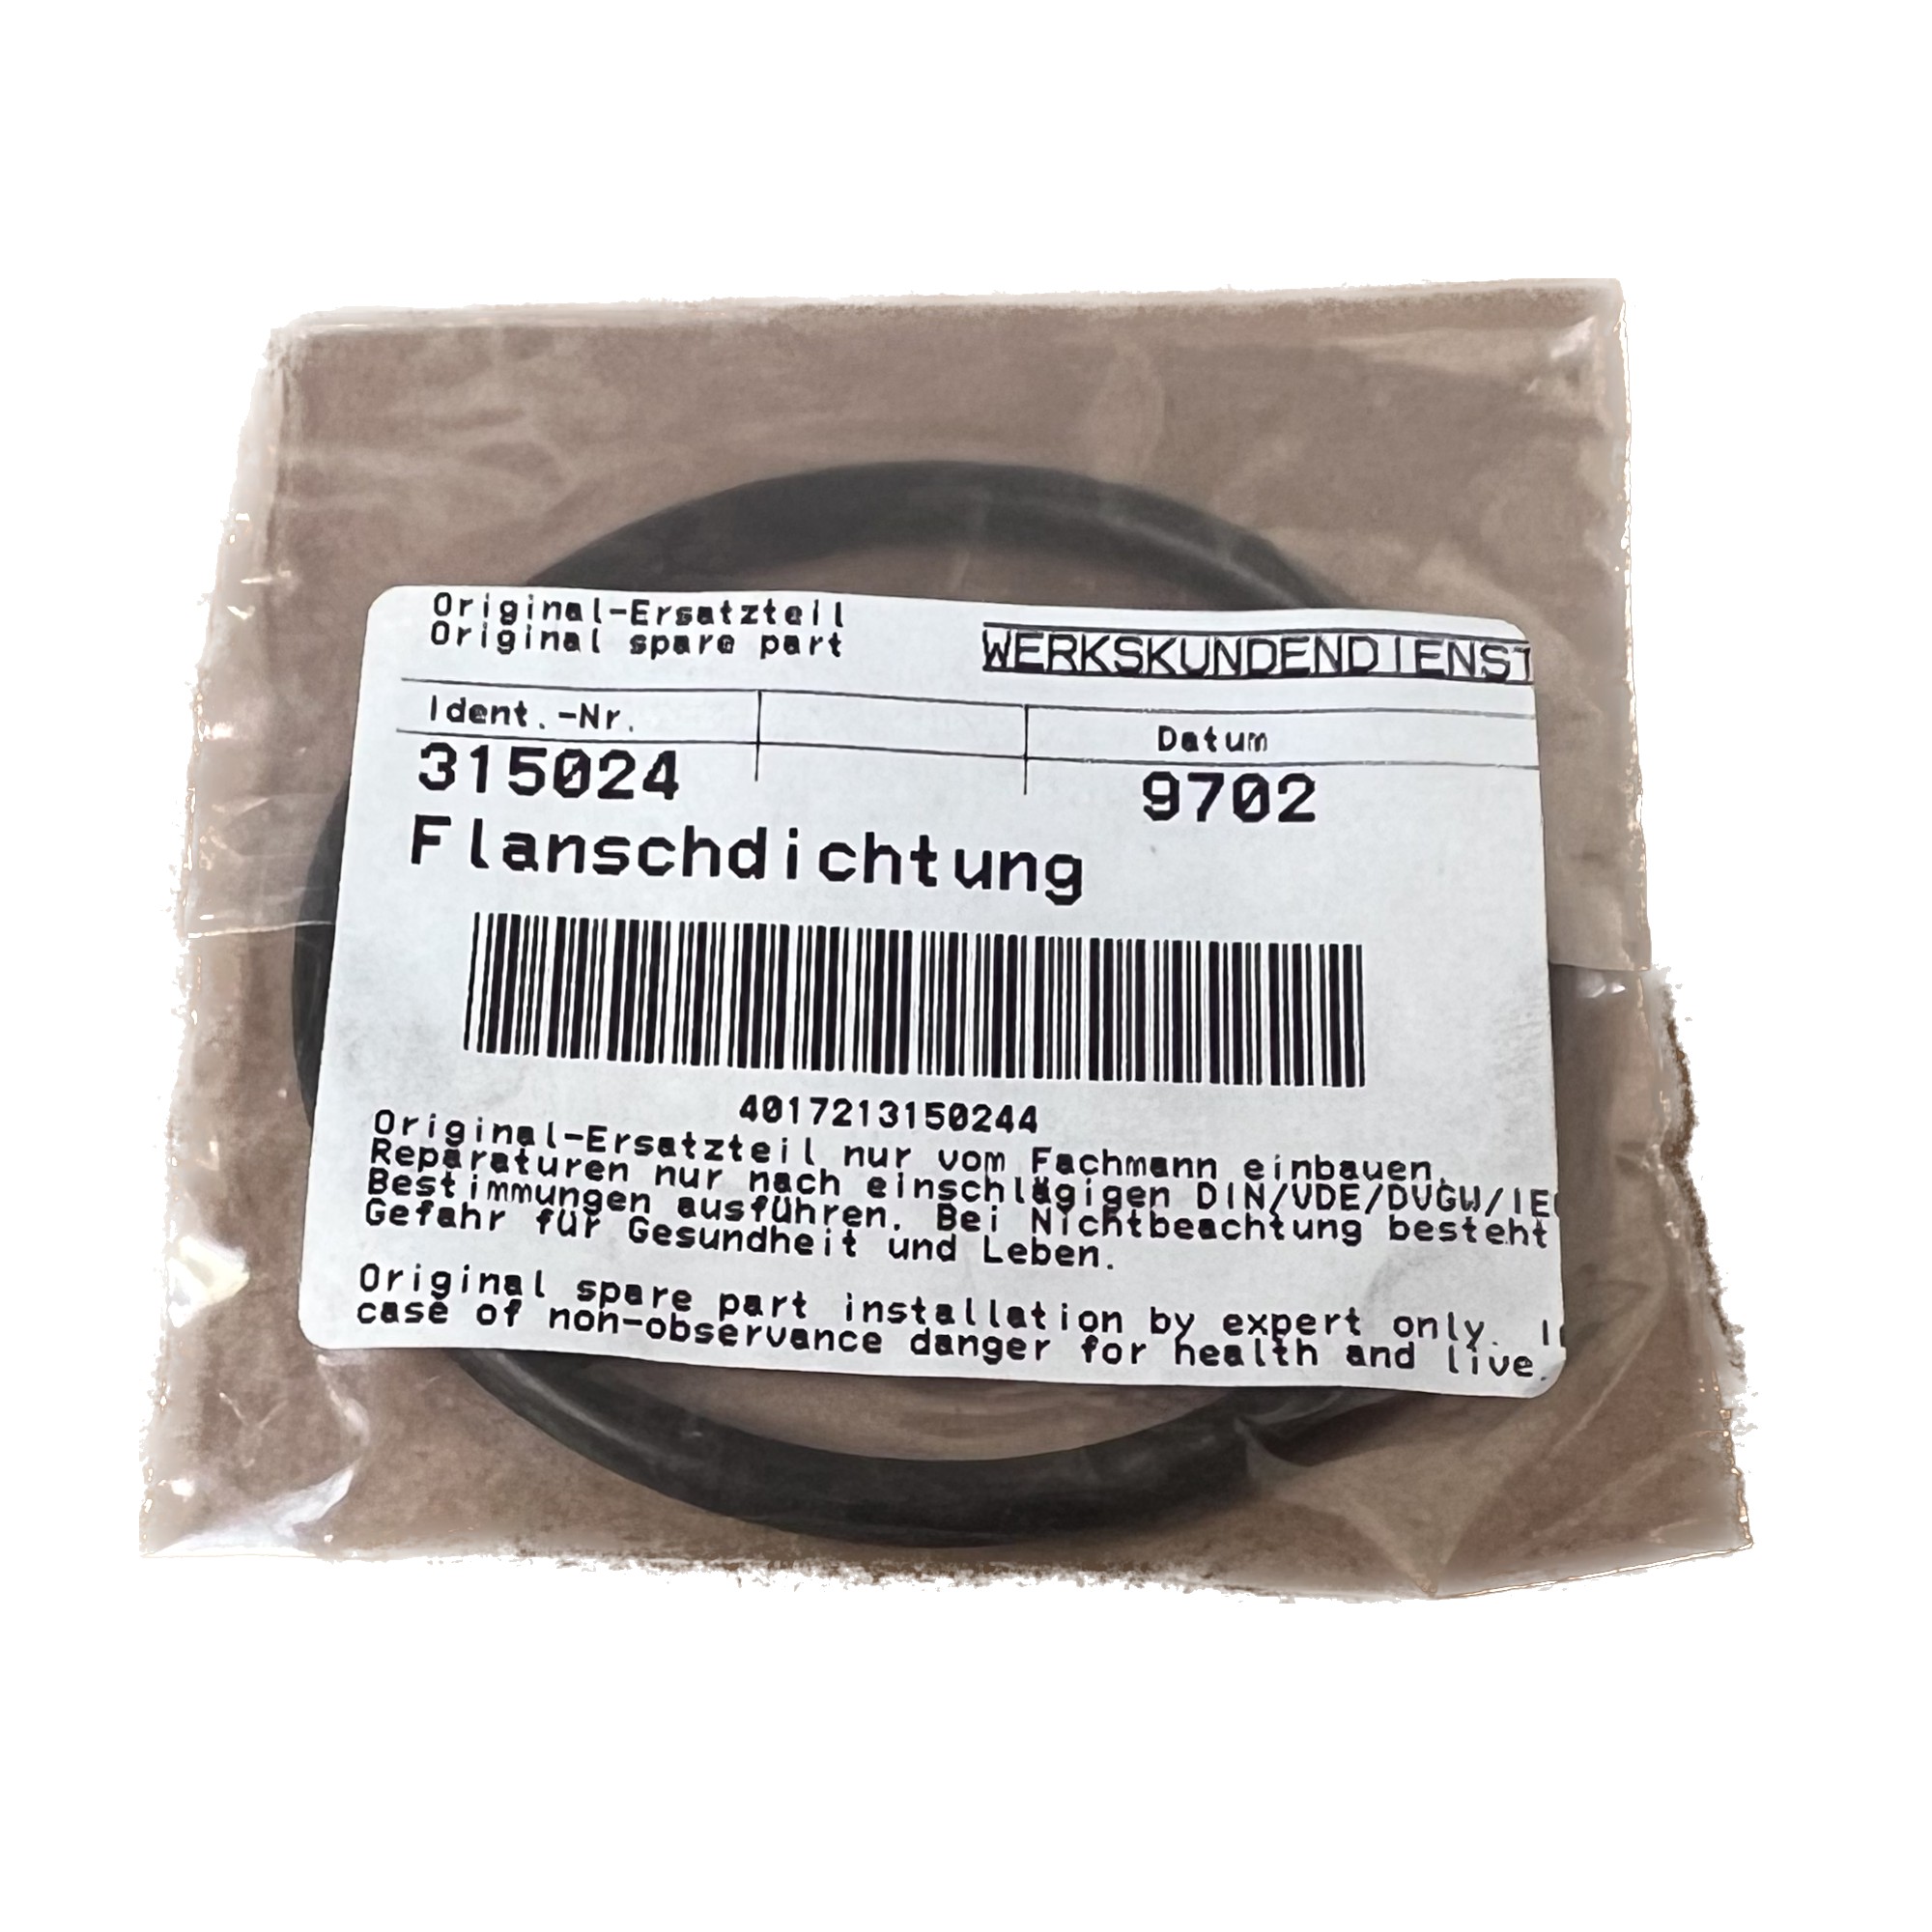 Original-Ersatzteil
Original spare part
WERKSKUNDENDIENST
Ident.-Nr.
Datum
315024
9702
Flanschdichtung
4017213150244
Original-Ersatzteil nur vom Fachmann einbauen.
Reparaturen nur nach einschlägigen DIN/VDE/DVGW/IE
Bestimmungen ausführen. Bei Nichtbeachtung besteht
Gefahr für Gesundheit und Leben.
Original spare part installation by expert only.
case of non-observance danger for health and live.